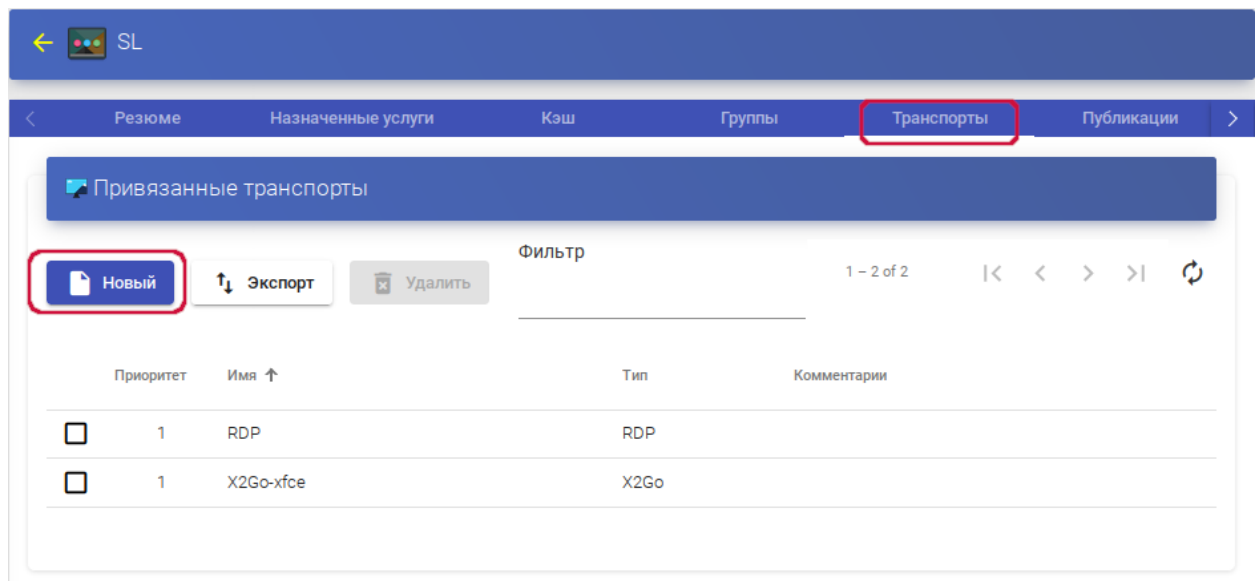 SL
Резюме Назначенные услуги Кэш Группы Транспорты Публикации
Привязанные транспорты
Фильтр
Новый Экспорт Удалить 1 – 2 of 2
Приоритет Имя Тип Комментарии
1 RDP RDP
1 X2Go-xfce X2Go